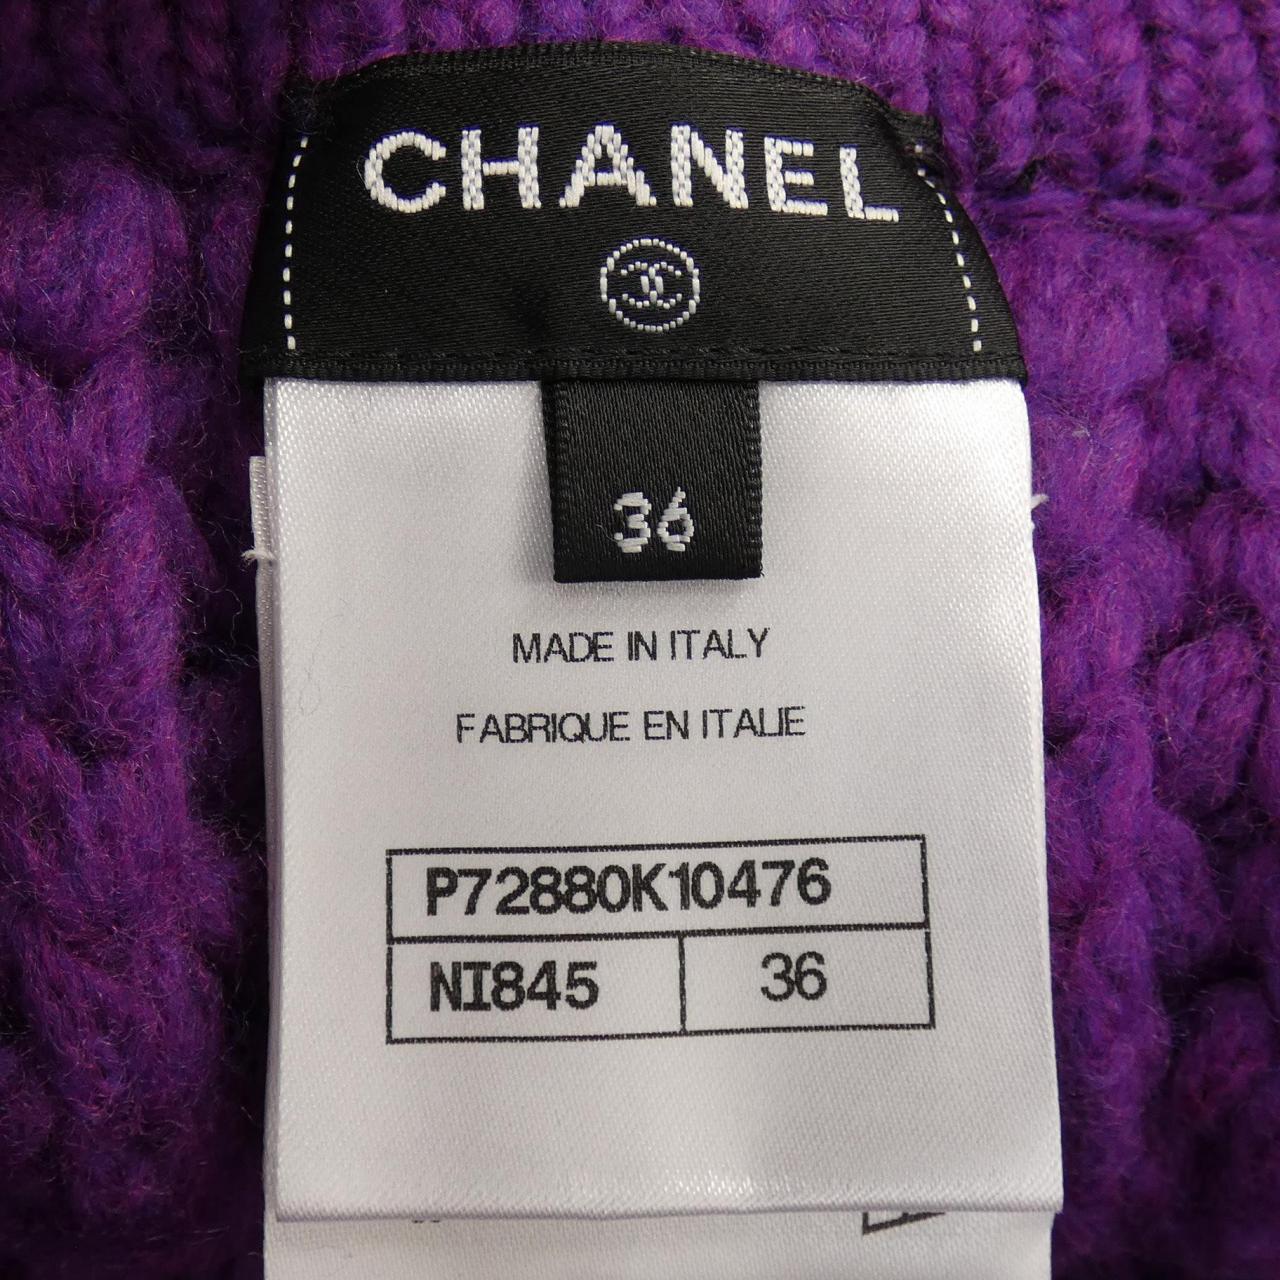 CHANEL
36
MADE IN ITALY
FABRIQUE EN ITALIE
P72880K10476
NI845 36